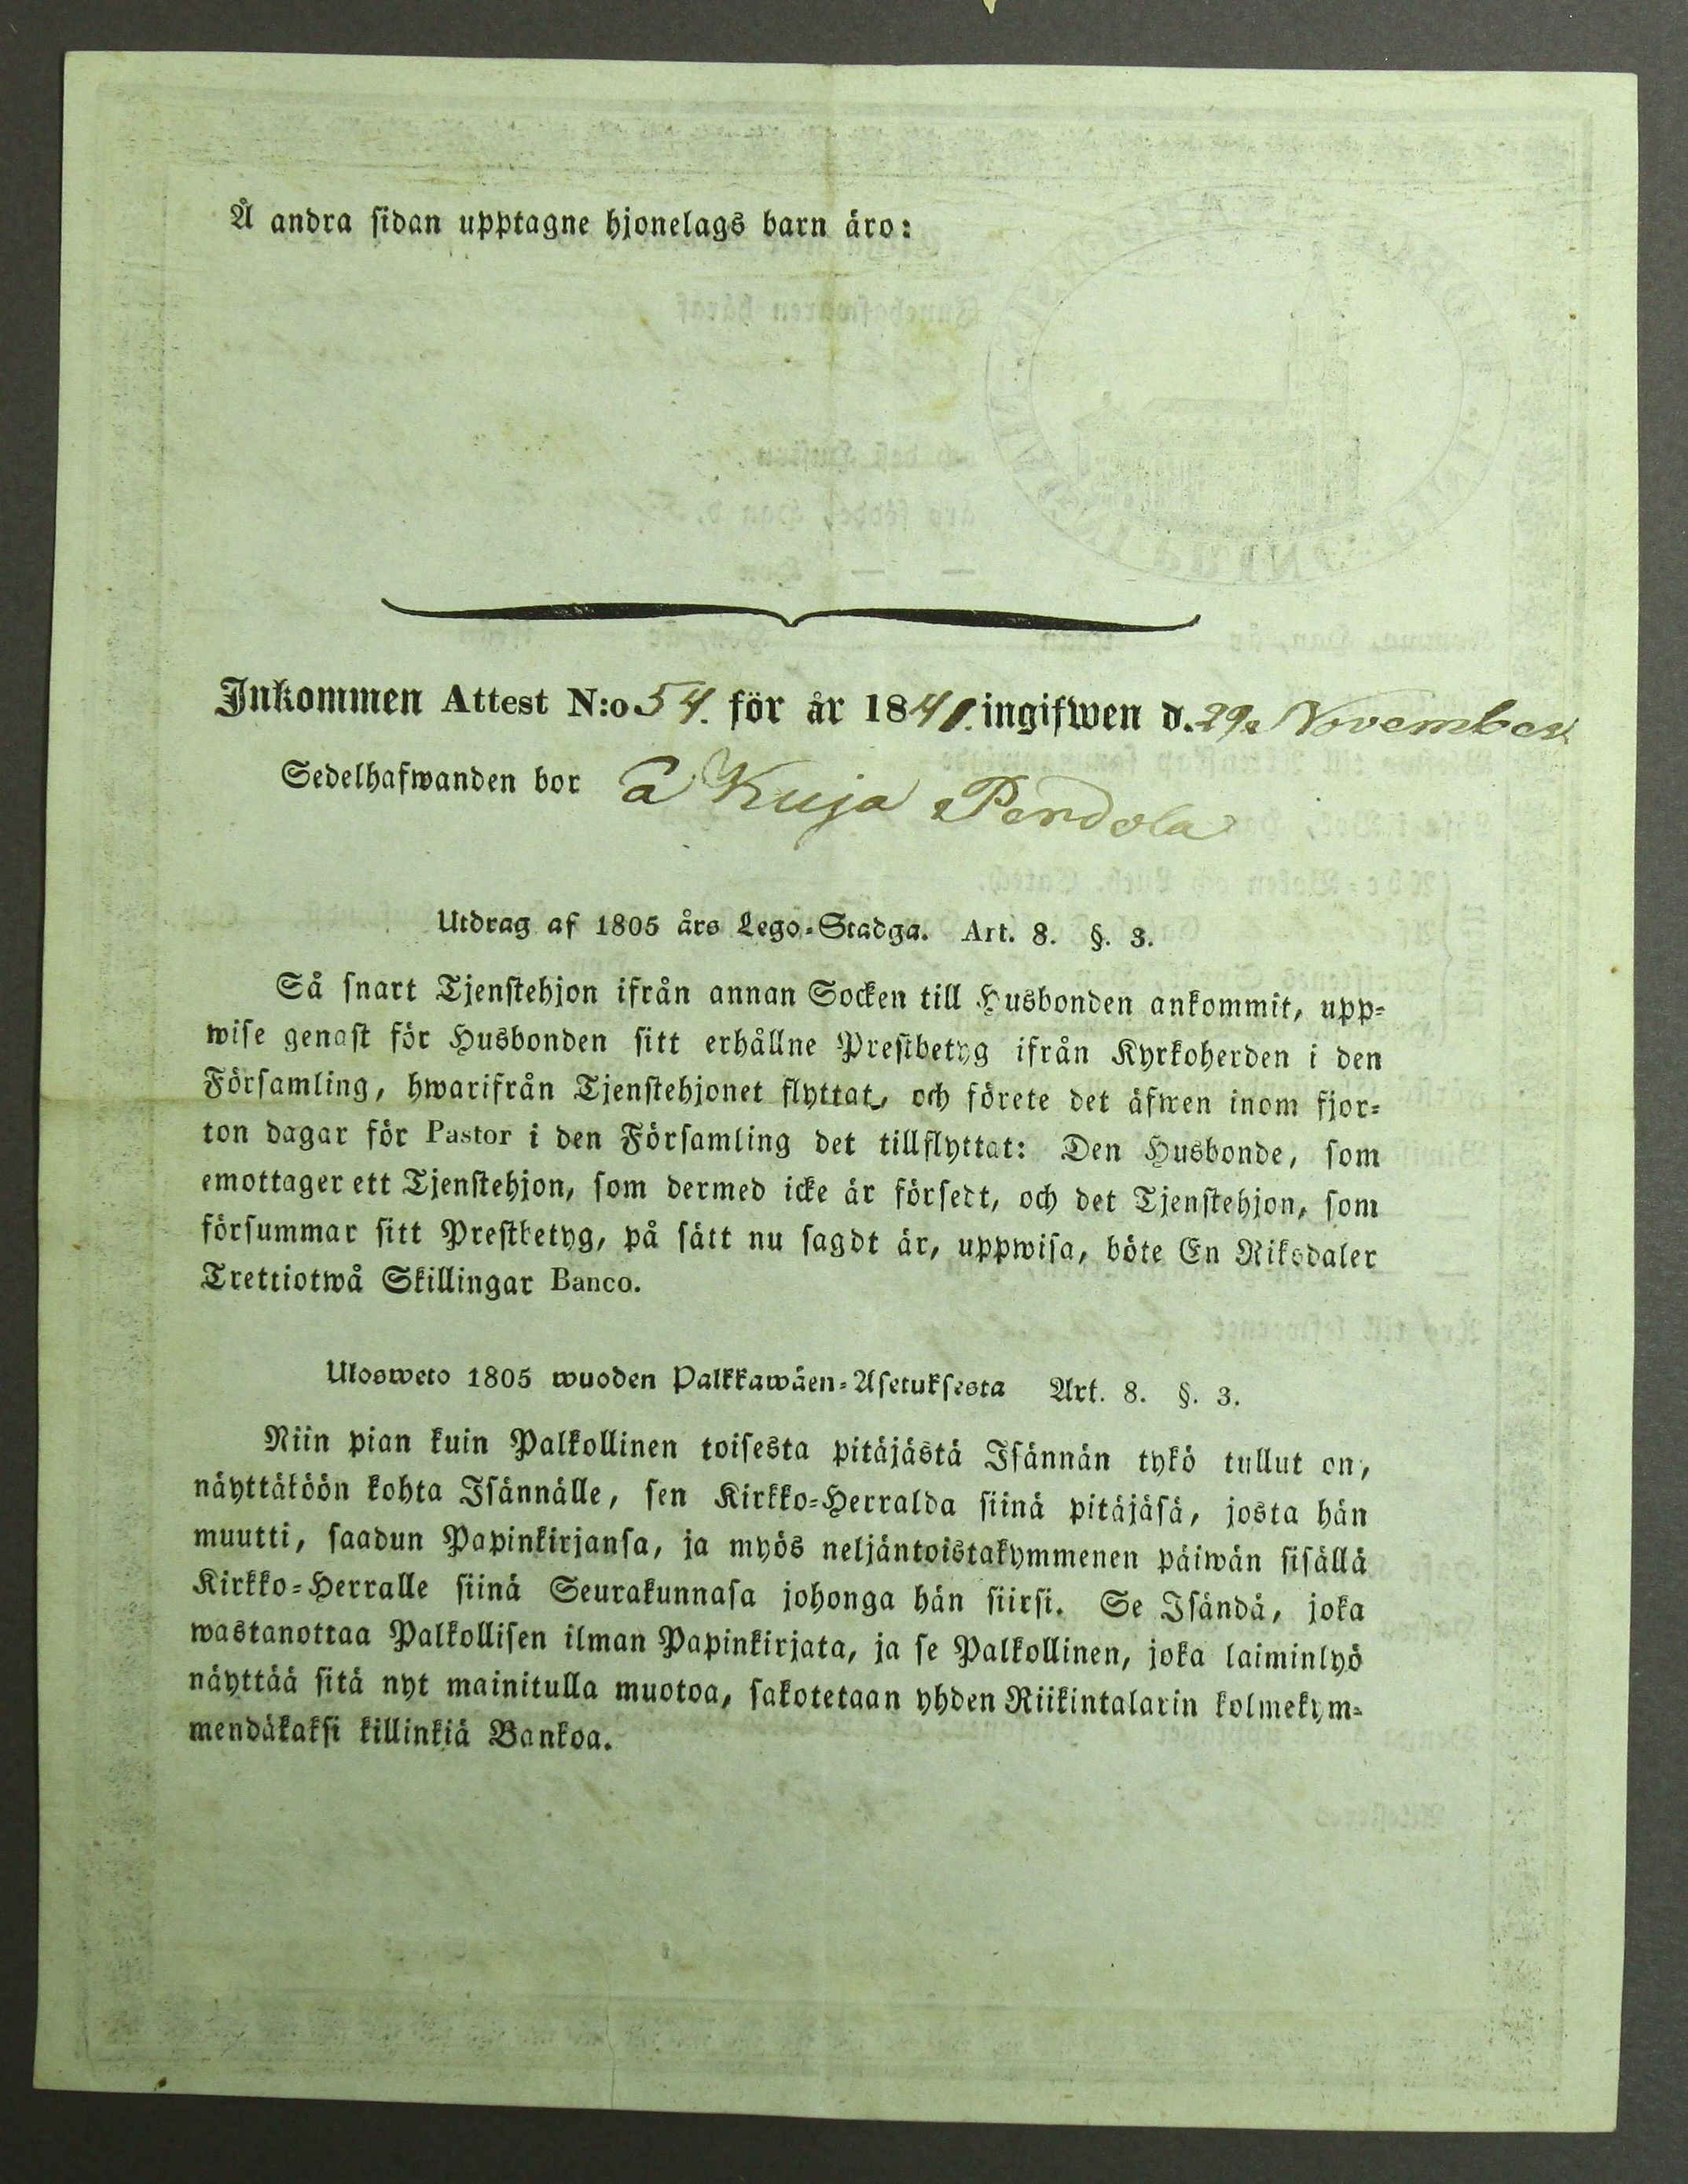 Å andra sidan upptagne hjonelags barn äro:
Inkommen Attest N:o 54. för år 1841. ingifwen d. 29 November
Sedelhafwanden bor å Kuja Pendola
Utdrag af 1805 års Lego-Stadga. Art. 8. §. 3.
Så snart Tjenstehjon ifrån annan Socken till Husbonden ankommit, upp-
wise genast för Husbonden sitt erhållne Prestbetyg ifrån Kyrkoherden i den
Församling, hwarifrån Tjenstehjonet flyttat, och förete det äfwen inom fjor-
ton dagar för Pastor i den Församling det tillflyttat: Den Husbonde, som
emottager ett Tjenstehjon, som dermed icke är försedt, och det Tjenstehjon, som
försummar sitt Prestbetyg, på sätt nu sagdt är, uppwisa, böte En Riksdaler
Trettiotwå Skillingar Banco.
Ulosweto 1805 wuoden Palkkawäen-Asetuksesta Art. 8. §. 3.
Niin pian kuin Palkollinen toisesta pitäjästä Isännän tykö tullut on,
näyttäköön kohta Isännälle, sen Kirkko-Herralda siinä pitäjäsä, josta hän
muutti, saadun Papinkirjansa, ja myös neljäntoistakymmenen päiwän sisällä
Kirkko-Herralle siinä Seurakunnasa johonga hän siirsi. Se Isändä, joka
wastanottaa Palkollisen ilman Papinkirjata, ja se Palkollinen, joka laiminlyö
näyttää sitä nyt mainitulla muotoa, sakotetaan yhden Riikintalarin kolmekym-
mendäkaksi killinkiä Bankoa.